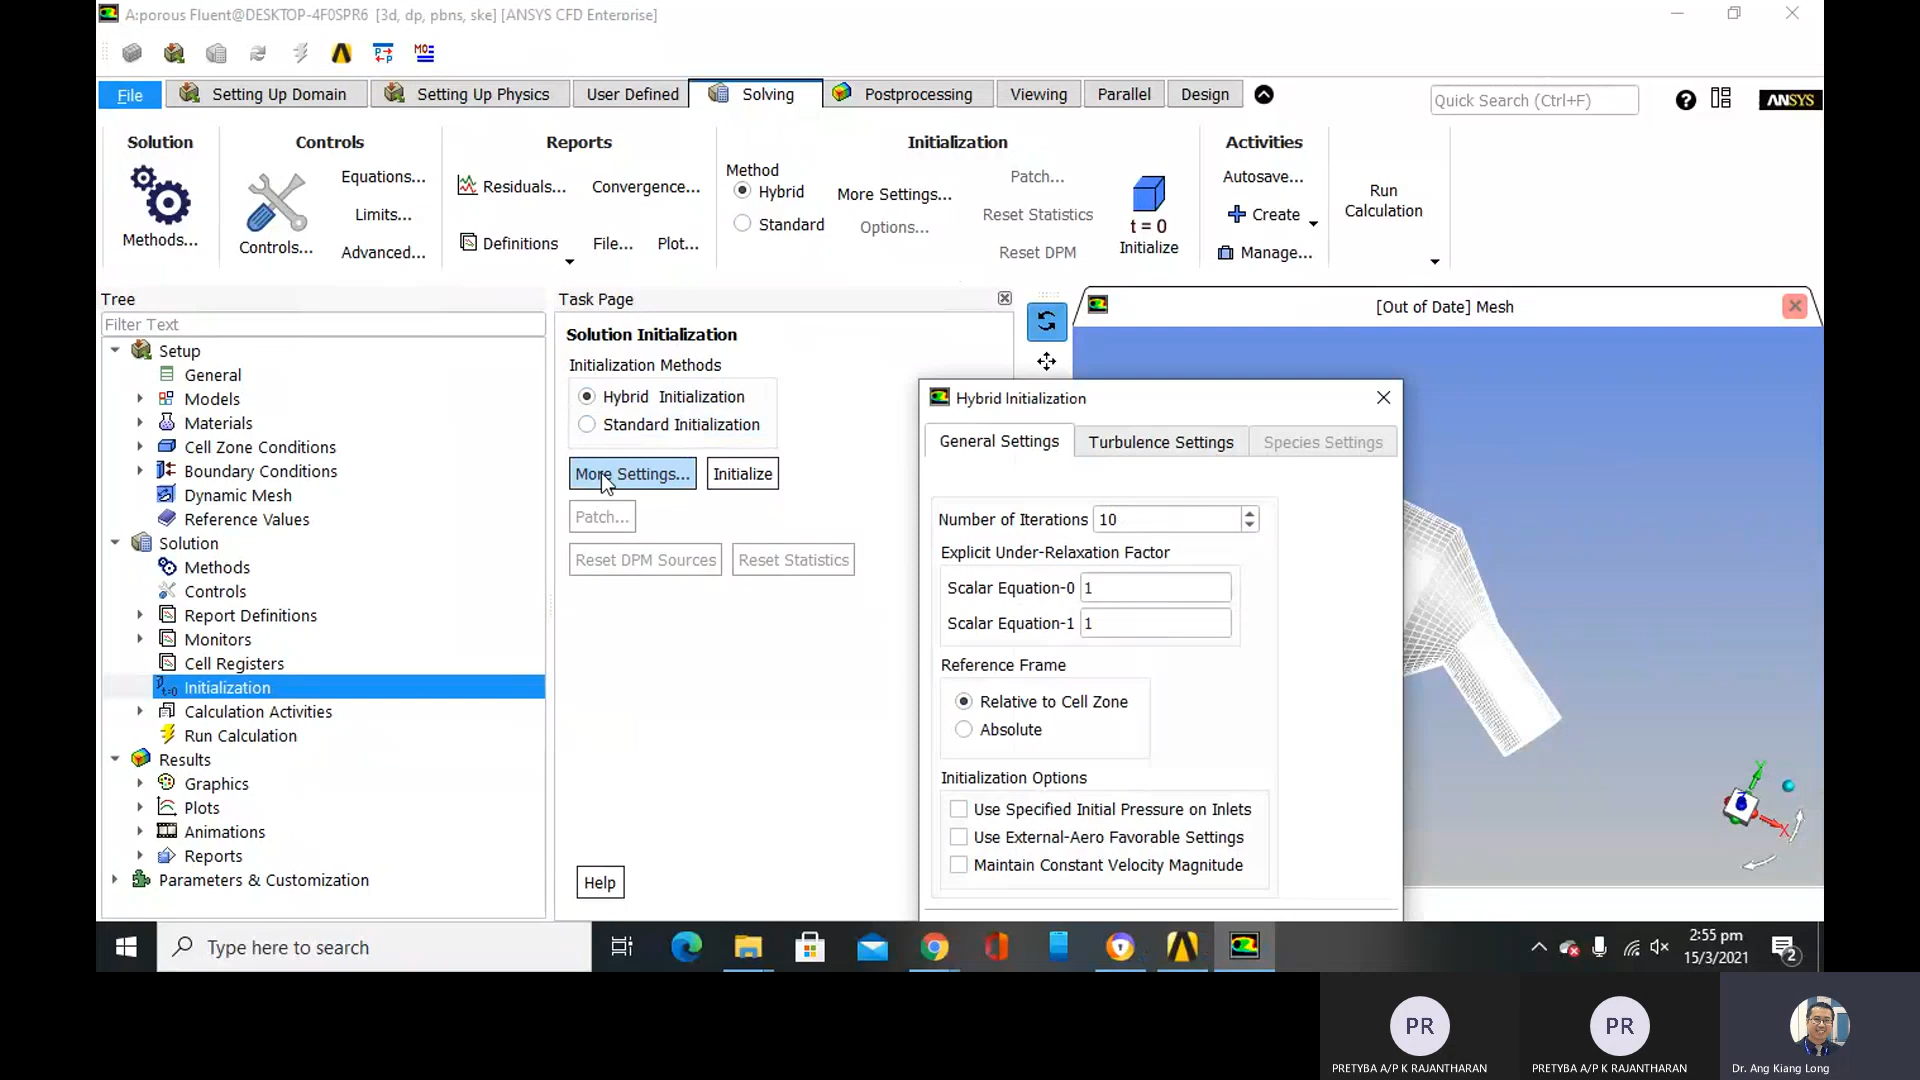 A:porous Fluent@DESKTOP-4F0SPR6 [3d, dp, pbns, ske] [ANSYS CFD Enterprise]
File
Setting Up Domain
Setting Up Physics
User Defined
Solving
Postprocessing
Viewing
Parallel
Design
Quick Search (Ctrl+F)
ANSYS
Solution
Methods...
Controls
Controls...
Equations...
Limits...
Advanced...
Reports
Residuals...
Convergence...
Definitions
File...
Plot...
Initialization
Method
Hybrid
Standard
More Settings...
Options...
Patch...
Reset Statistics
Reset DPM
t = 0
Initialize
Activities
Autosave...
Create
Manage...
Run
Calculation
Tree
Filter Text
Setup
General
Models
Materials
Cell Zone Conditions
Boundary Conditions
Dynamic Mesh
Reference Values
Solution
Methods
Controls
Report Definitions
Monitors
Cell Registers
Initialization
Calculation Activities
Run Calculation
Results
Graphics
Plots
Animations
Reports
Parameters & Customization
Task Page
Solution Initialization
Initialization Methods
Hybrid Initialization
Standard Initialization
More Settings...
Initialize
Patch...
Reset DPM Sources
Reset Statistics
Help
[Out of Date] Mesh
Hybrid Initialization
General Settings
Turbulence Settings
Species Settings
Number of Iterations 10
Explicit Under-Relaxation Factor
Scalar Equation-0 1
Scalar Equation-1 1
Reference Frame
Relative to Cell Zone
Absolute
Initialization Options
Use Specified Initial Pressure on Inlets
Use External-Aero Favorable Settings
Maintain Constant Velocity Magnitude
Y
X
Type here to search
2:55 pm
15/3/2021
2
PR
PRETYBA A/P K RAJANTHARAN
PR
PRETYBA A/P K RAJANTHARAN
Dr. Ang Kiang Long